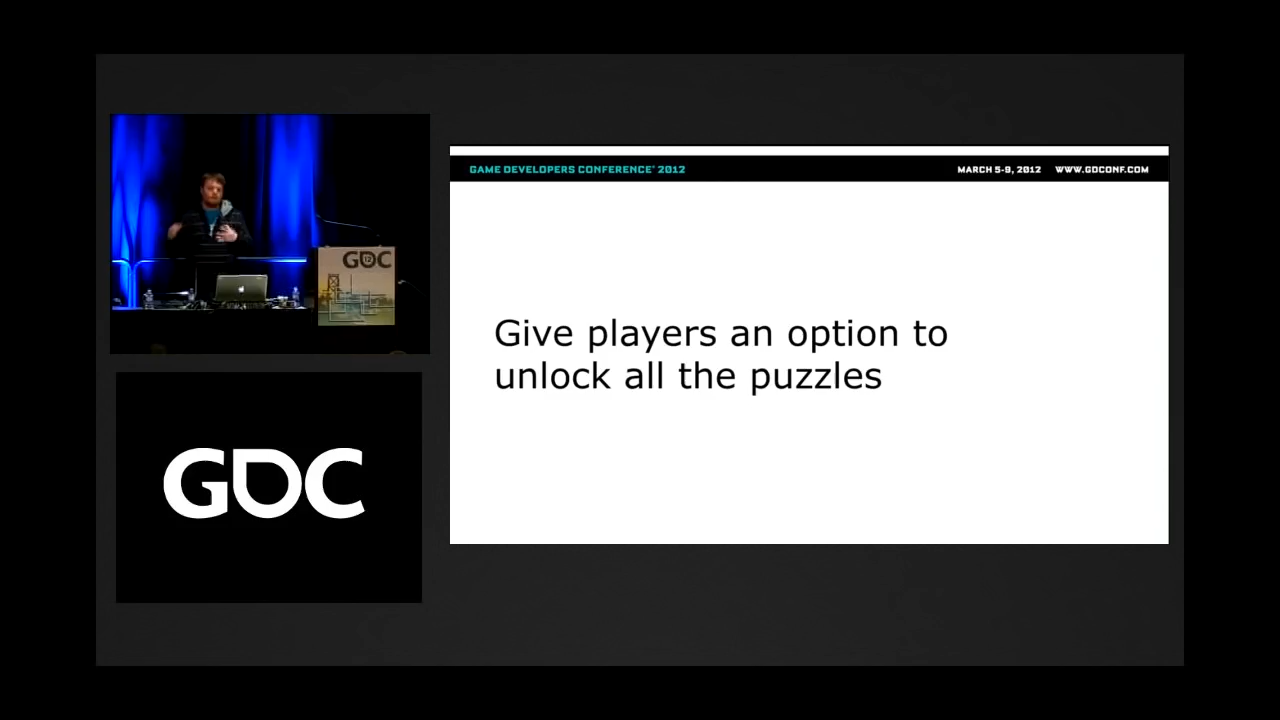 GAME DEVELOPERS CONFERENCE® 2012
MARCH 5-9, 2012 WWW.GDCONF.COM
GDC
12
Give players an option to
unlock all the puzzles
GDC